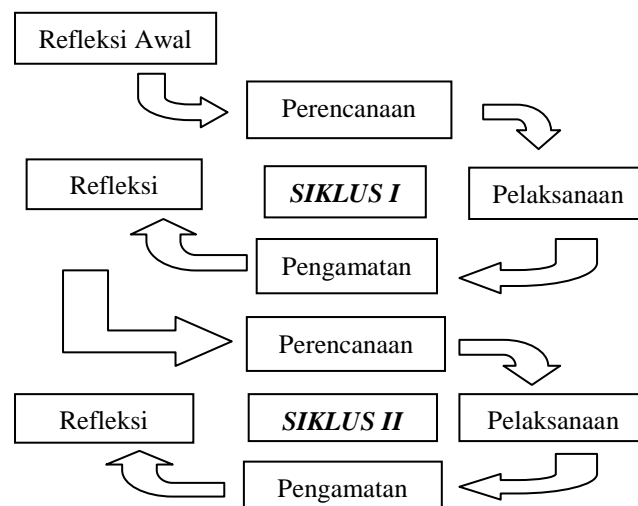 Refleksi Awal
Perencanaan
Refleksi
SIKLUS I
Pelaksanaan
Pengamatan
Perencanaan
Refleksi
SIKLUS II
Pelaksanaan
Pengamatan